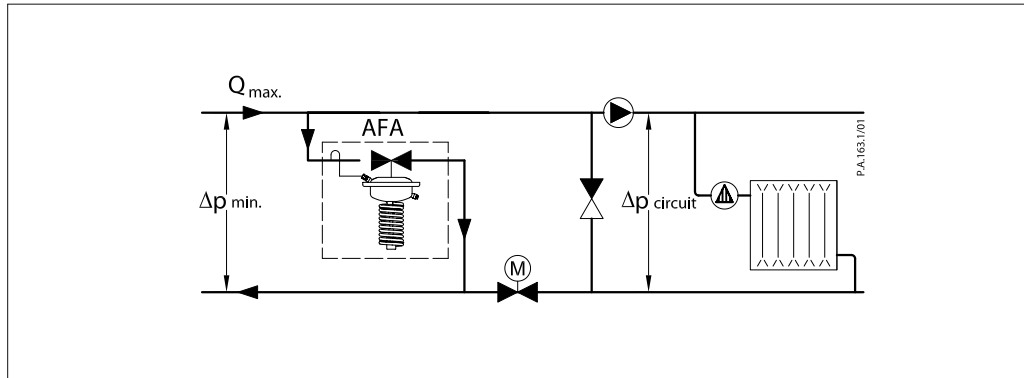 Q max.
AFA
Δp min.
Δp circuit
M
P.A.163.1/01